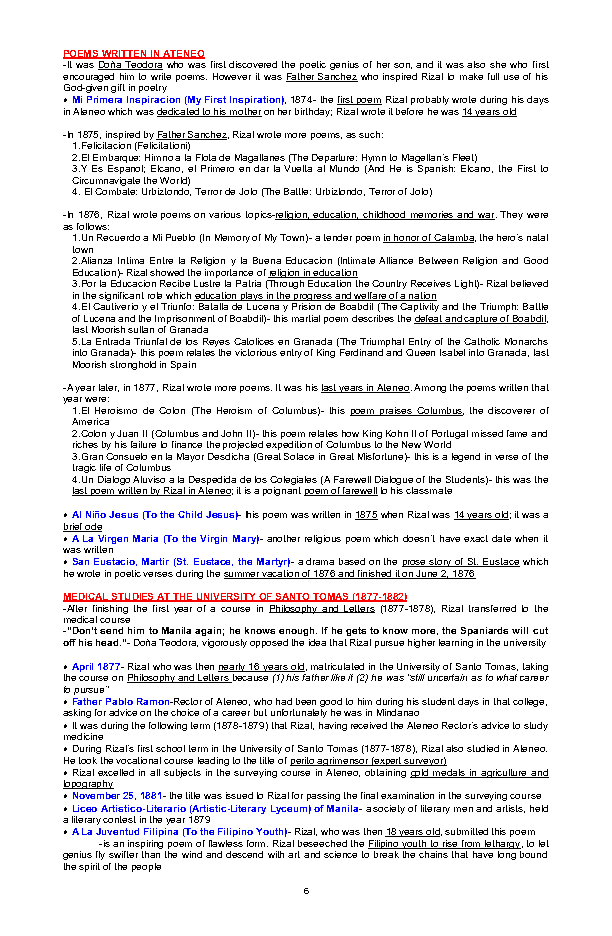 POEMS WRITTEN IN ATENEO
-It was Doña Teodora who was first discovered the poetic genius of her son, and it was also she who first
encouraged him to write poems. However it was Father Sanchez who inspired Rizal to make full use of his
God-given gift in poetry
• Mi Primera Inspiracion (My First Inspiration), 1874- the first poem Rizal probably wrote during his days
in Ateneo which was dedicated to his mother on her birthday; Rizal wrote it before he was 14 years old
-In 1875, inspired by Father Sanchez, Rizal wrote more poems, as such:
1.Felicitacion (Felicitationi)
2.El Embarque: Himno a la Flota de Magallanes (The Departure: Hymn to Magellan's Fleet)
3.Y Es Espanol; Elcano, el Primero en dar la Vuelta al Mundo (And He is Spanish: Elcano, the First to
Circumnavigate the World)
4. El Combate: Urbiztondo, Terror de Jolo (The Battle: Urbiztondo, Terror of Jolo)
-In 1876, Rizal wrote poems on various topics-religion, education, childhood memories and war. They were
as follows:
1.Un Recuerdo a Mi Pueblo (In Memory of My Town)- a tender poem in honor of Calamba, the hero's natal
town
2.Alianza Intima Entre la Religion y la Buena Educacion (Intimate Alliance Between Religion and Good
Education)- Rizal showed the importance of religion in education
3.Por la Educacion Recibe Lustre la Patria (Through Education the Country Receives Light)- Rizal believed
in the significant role which education plays in the progress and welfare of a nation
4.El Cautiverio y el Triunfo: Batalla de Lucena y Prision de Boabdil (The Captivity and the Triumph: Battle
of Lucena and the Imprisonment of Boabdil)- this martial poem describes the defeat and capture of Boabdil,
last Moorish sultan of Granada
5.La Entrada Triunfal de los Reyes Catolices en Granada (The Triumphal Entry of the Catholic Monarchs
into Granada)- this poem relates the victorious entry of King Ferdinand and Queen Isabel into Granada, last
Moorish stronghold in Spain
-A year later, in 1877, Rizal wrote more poems. It was his last years in Ateneo. Among the poems written that
year were:
1.El Heroismo de Colon (The Heroism of Columbus)- this poem praises Columbus, the discoverer of
America
2.Colon y Juan II (Columbus and John II)- this poem relates how King Kohn II of Portugal missed fame and
riches by his failure to finance the projected expedition of Columbus to the New World
3.Gran Consuelo en la Mayor Desdicha (Great Solace in Great Misfortune)- this is a legend in verse of the
tragic life of Columbus
4.Un Dialogo Aluviso a la Despedida de los Colegiales (A Farewell Dialogue of the Students)- this was the
last poem written by Rizal in Ateneo; it is a poignant poem of farewell to his classmate
• Al Niño Jesus (To the Child Jesus)- this poem was written in 1875 when Rizal was 14 years old; it was a
brief ode
• A La Virgen Maria (To the Virgin Mary)- another religious poem which doesn't have exact date when it
was written
• San Eustacio, Martir (St. Eustace, the Martyr)- a drama based on the prose story of St. Eustace which
he wrote in poetic verses during the summer vacation of 1876 and finished it on June 2, 1876
MEDICAL STUDIES AT THE UNIVERSITY OF SANTO TOMAS (1877-1882)
-After finishing the first year of a course in Philosophy and Letters (1877-1878), Rizal transferred to the
medical course
-"Don't send him to Manila again; he knows enough. If he gets to know more, the Spaniards will cut
off his head."- Doña Teodora, vigorously opposed the idea that Rizal pursue higher learning in the university
• April 1877- Rizal who was then nearly 16 years old, matriculated in the University of Santo Tomas, taking
the course on Philosophy and Letters because (1) his father like it (2) he was "still uncertain as to what career
to pursue"
• Father Pablo Ramon-Rector of Ateneo, who had been good to him during his student days in that college,
asking for advice on the choice of a career but unfortunately he was in Mindanao
• It was during the following term (1878-1879) that Rizal, having received the Ateneo Rector's advice to study
medicine
• During Rizal's first school term in the University of Santo Tomas (1877-1878), Rizal also studied in Ateneo.
He took the vocational course leading to the title of perito agrimensor (expert surveyor)
• Rizal excelled in all subjects in the surveying course in Ateneo, obtaining gold medals in agriculture and
topography
• November 25, 1881- the title was issued to Rizal for passing the final examination in the surveying course
• Liceo Artistico-Literario (Artistic-Literary Lyceum) of Manila- a society of literary men and artists, held
a literary contest in the year 1879
• A La Juventud Filipina (To the Filipino Youth)- Rizal, who was then 18 years old, submitted this poem
-is an inspiring poem of flawless form. Rizal beseeched the Filipino youth to rise from lethargy, to let
genius fly swifter than the wind and descend with art and science to break the chains that have long bound
the spirit of the people
6